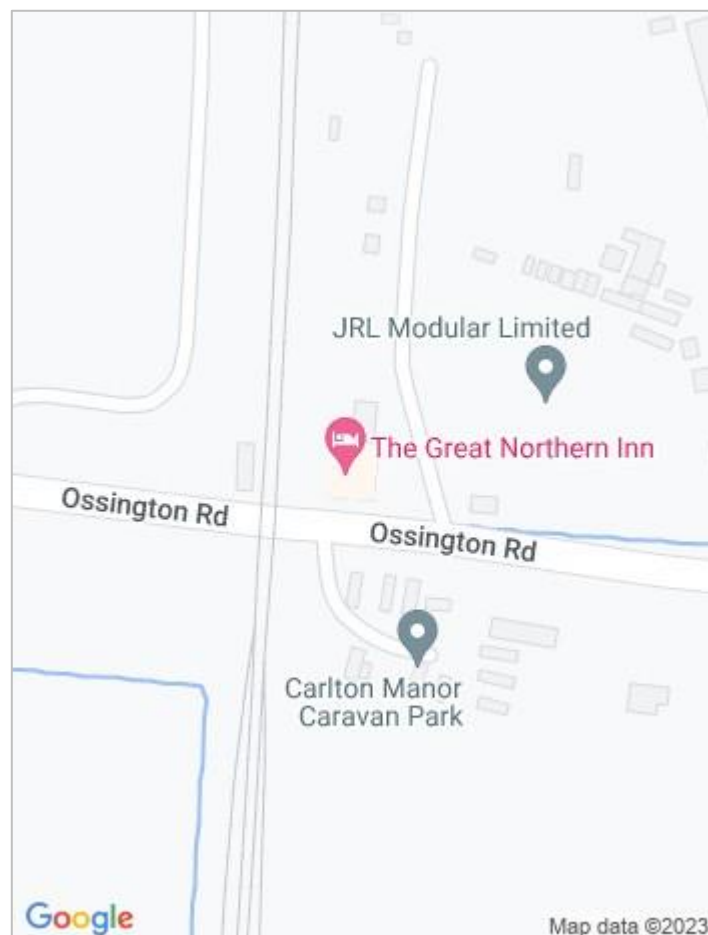 JRL Modular Limited
The Great Northern Inn
Ossington Rd
Ossington Rd
Carlton Manor
Caravan Park
Google
Map data ©2023